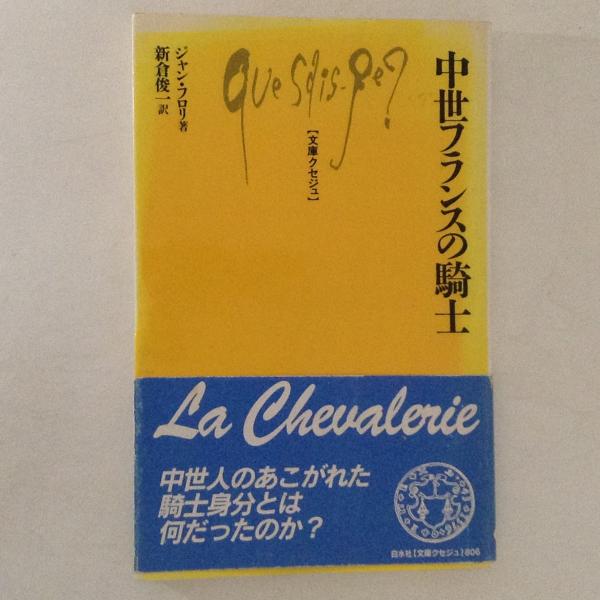 中世フランスの騎士
ジャン・フロリ著
新倉俊一訳
Que sais-je?
【文庫クセジュ】
La Chevalerie
中世人のあこがれた
騎士身分とは
何だったのか？
白水社【文庫クセジュ】806